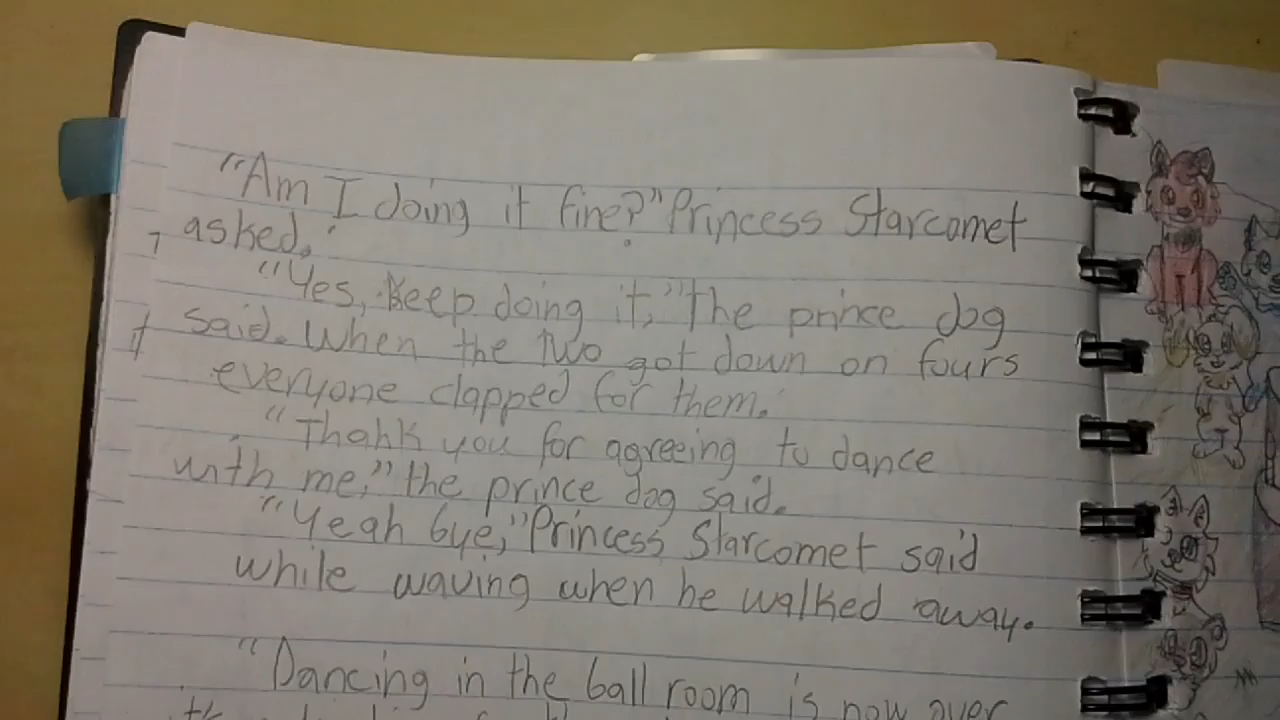 "Am I doing it fine?" Princess Starcomet
asked.
"Yes, keep doing it," the prince dog
said. When the two got down on fours
everyone clapped for them.
"Thank you for agreeing to dance
with me," the prince dog said.
"Yeah bye," Princess Starcomet said
while waving when he walked away.
"Dancing in the ball room is now over